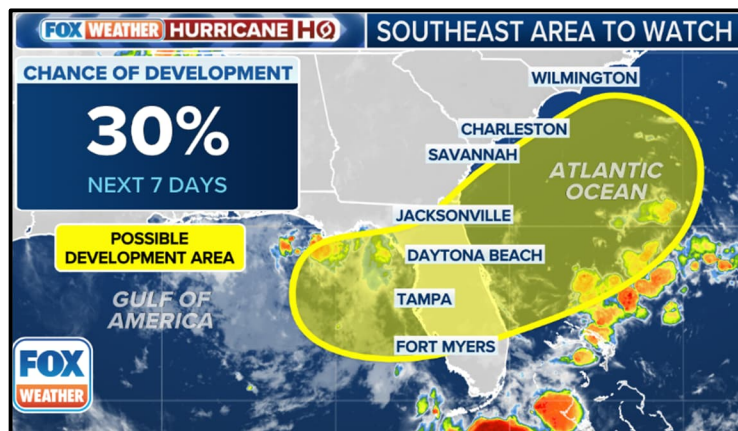 FOX WEATHER HURRICANE HQ
SOUTHEAST AREA TO WATCH
CHANCE OF DEVELOPMENT
30%
NEXT 7 DAYS
POSSIBLE
DEVELOPMENT AREA
WILMINGTON
CHARLESTON
SAVANNAH
ATLANTIC
OCEAN
JACKSONVILLE
DAYTONA BEACH
GULF OF
AMERICA
TAMPA
FORT MYERS
FOX
WEATHER